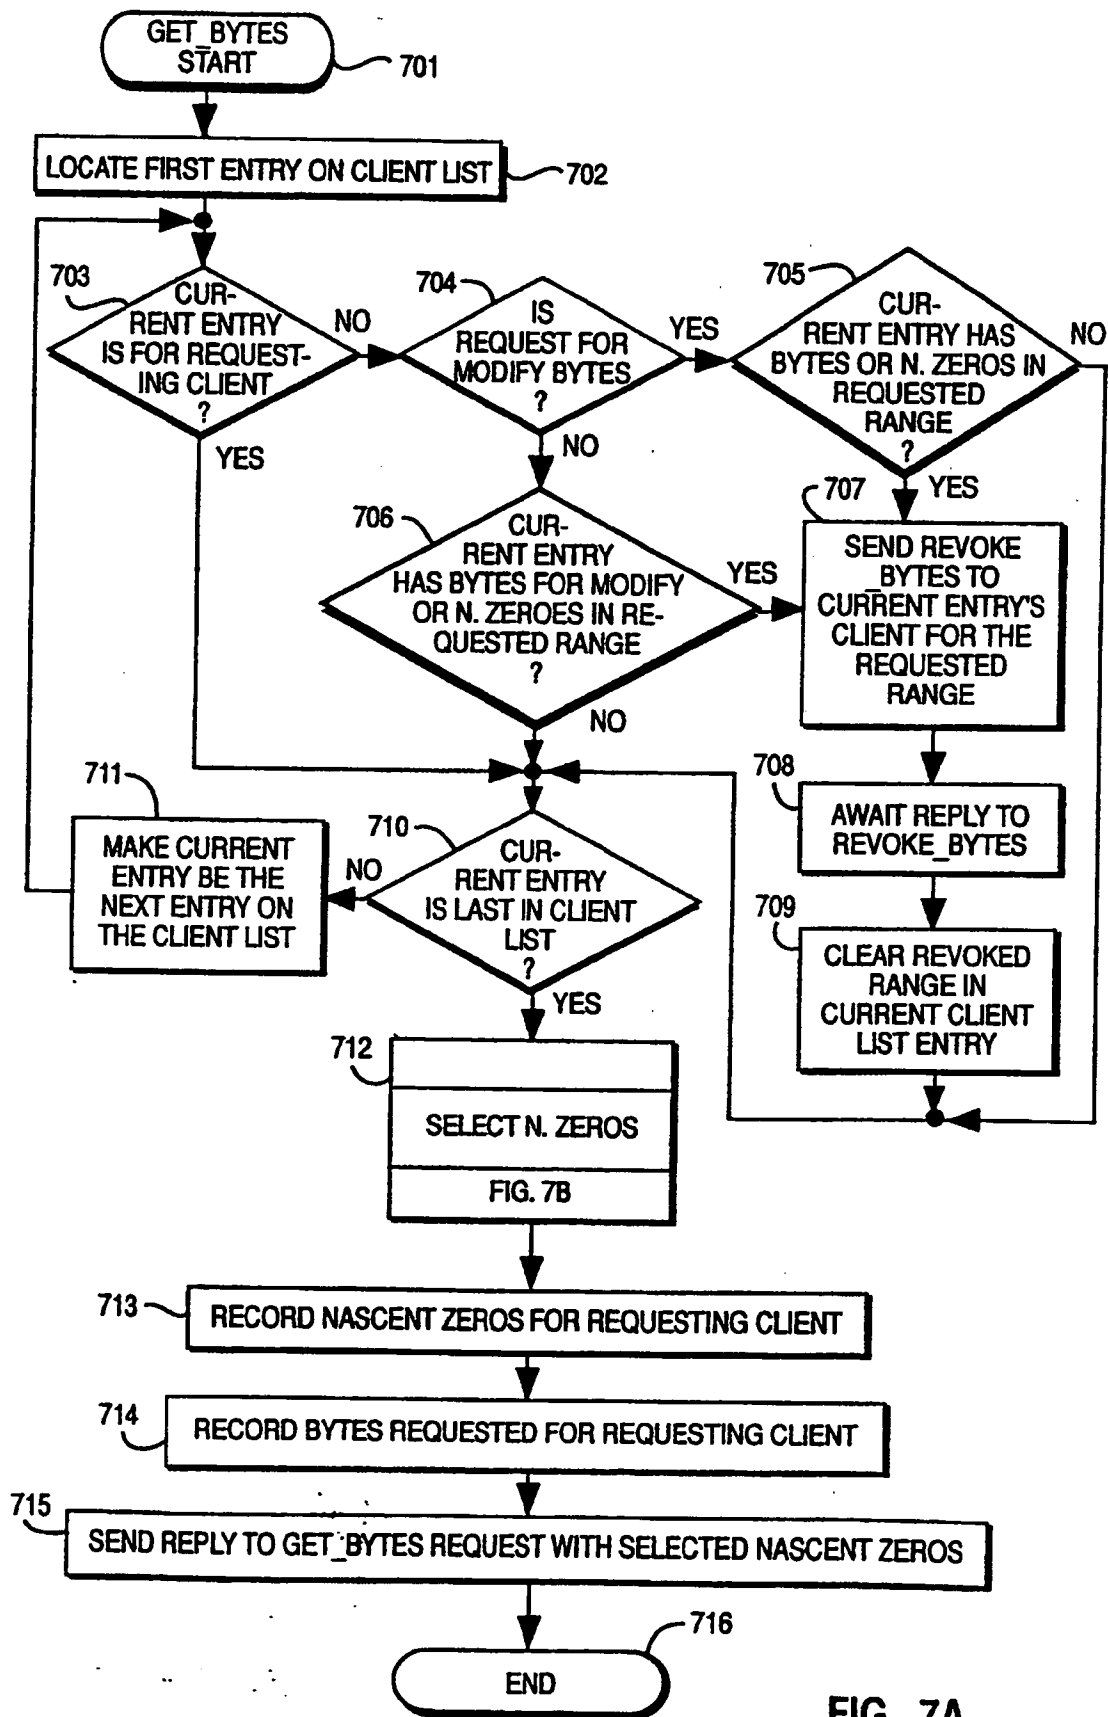 GET_BYTES
START
701
LOCATE FIRST ENTRY ON CLIENT LIST
702
703
CUR-
RENT ENTRY
IS FOR REQUEST-
ING CLIENT
?
NO
YES
704
IS
REQUEST FOR
MODIFY BYTES
?
YES
NO
705
CUR-
RENT ENTRY HAS
BYTES OR N. ZEROS IN
REQUESTED
RANGE
?
NO
YES
706
CUR-
RENT ENTRY
HAS BYTES FOR MODIFY
OR N. ZEROES IN RE-
QUESTED RANGE
?
YES
NO
707
SEND REVOKE
_BYTES TO
CURRENT ENTRY'S
CLIENT FOR THE
REQUESTED
RANGE
708
AWAIT REPLY TO
REVOKE_BYTES
709
CLEAR REVOKED
RANGE IN
CURRENT CLIENT
LIST ENTRY
710
CUR-
RENT ENTRY
IS LAST IN CLIENT
LIST
?
NO
YES
711
MAKE CURRENT
ENTRY BE THE
NEXT ENTRY ON
THE CLIENT LIST
712
SELECT N. ZEROS
FIG. 7B
713
RECORD NASCENT ZEROS FOR REQUESTING CLIENT
714
RECORD BYTES REQUESTED FOR REQUESTING CLIENT
715
SEND REPLY TO GET_BYTES REQUEST WITH SELECTED NASCENT ZEROS
716
END
FIG. 7A